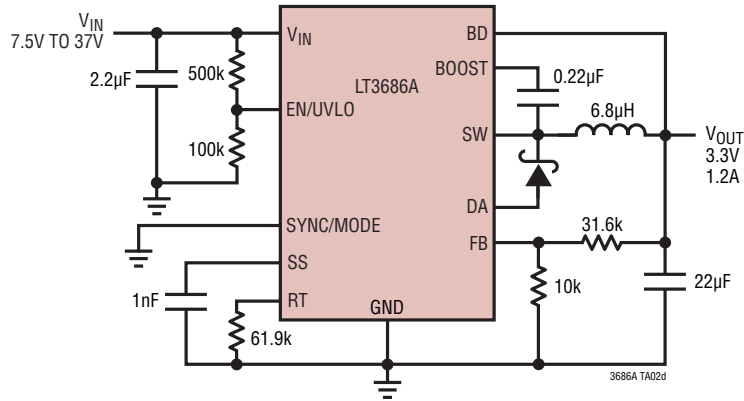 VIN
7.5V TO 37V
2.2µF
500k
100k
VIN
EN/UVLO
SYNC/MODE
SS
RT
LT3686A
GND
BD
BOOST
SW
DA
FB
1nF
61.9k
0.22µF
6.8µH
VOUT
3.3V
1.2A
31.6k
10k
22µF
3686A TA02d